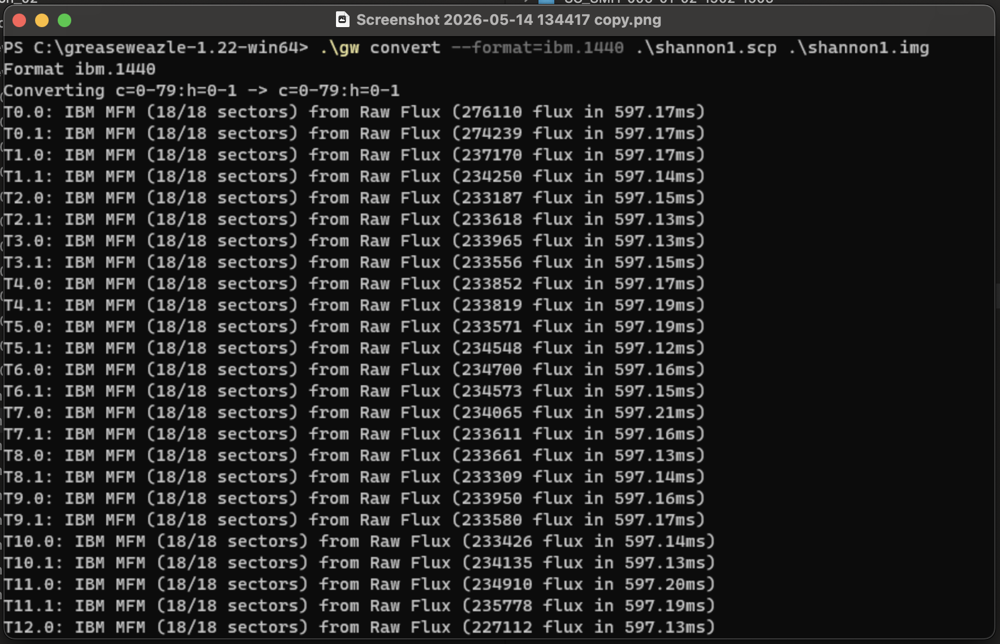 Screenshot 2026-05-14 134417 copy.png
PS C:\greaseweazle-1.22-win64> .\gw convert --format=ibm.1440 .\shannon1.scp .\shannon1.img
Format ibm.1440
Converting c=0-79:h=0-1 -> c=0-79:h=0-1
T0.0: IBM MFM (18/18 sectors) from Raw Flux (276110 flux in 597.17ms)
T0.1: IBM MFM (18/18 sectors) from Raw Flux (274239 flux in 597.17ms)
T1.0: IBM MFM (18/18 sectors) from Raw Flux (237170 flux in 597.17ms)
T1.1: IBM MFM (18/18 sectors) from Raw Flux (234250 flux in 597.14ms)
T2.0: IBM MFM (18/18 sectors) from Raw Flux (233187 flux in 597.15ms)
T2.1: IBM MFM (18/18 sectors) from Raw Flux (233618 flux in 597.13ms)
T3.0: IBM MFM (18/18 sectors) from Raw Flux (233965 flux in 597.13ms)
T3.1: IBM MFM (18/18 sectors) from Raw Flux (233556 flux in 597.15ms)
T4.0: IBM MFM (18/18 sectors) from Raw Flux (233852 flux in 597.17ms)
T4.1: IBM MFM (18/18 sectors) from Raw Flux (233819 flux in 597.19ms)
T5.0: IBM MFM (18/18 sectors) from Raw Flux (233571 flux in 597.19ms)
T5.1: IBM MFM (18/18 sectors) from Raw Flux (234548 flux in 597.12ms)
T6.0: IBM MFM (18/18 sectors) from Raw Flux (234700 flux in 597.16ms)
T6.1: IBM MFM (18/18 sectors) from Raw Flux (234573 flux in 597.15ms)
T7.0: IBM MFM (18/18 sectors) from Raw Flux (234065 flux in 597.21ms)
T7.1: IBM MFM (18/18 sectors) from Raw Flux (233611 flux in 597.16ms)
T8.0: IBM MFM (18/18 sectors) from Raw Flux (233661 flux in 597.13ms)
T8.1: IBM MFM (18/18 sectors) from Raw Flux (233309 flux in 597.14ms)
T9.0: IBM MFM (18/18 sectors) from Raw Flux (233950 flux in 597.16ms)
T9.1: IBM MFM (18/18 sectors) from Raw Flux (233580 flux in 597.17ms)
T10.0: IBM MFM (18/18 sectors) from Raw Flux (233426 flux in 597.14ms)
T10.1: IBM MFM (18/18 sectors) from Raw Flux (234135 flux in 597.13ms)
T11.0: IBM MFM (18/18 sectors) from Raw Flux (234910 flux in 597.20ms)
T11.1: IBM MFM (18/18 sectors) from Raw Flux (235778 flux in 597.19ms)
T12.0: IBM MFM (18/18 sectors) from Raw Flux (227112 flux in 597.13ms)